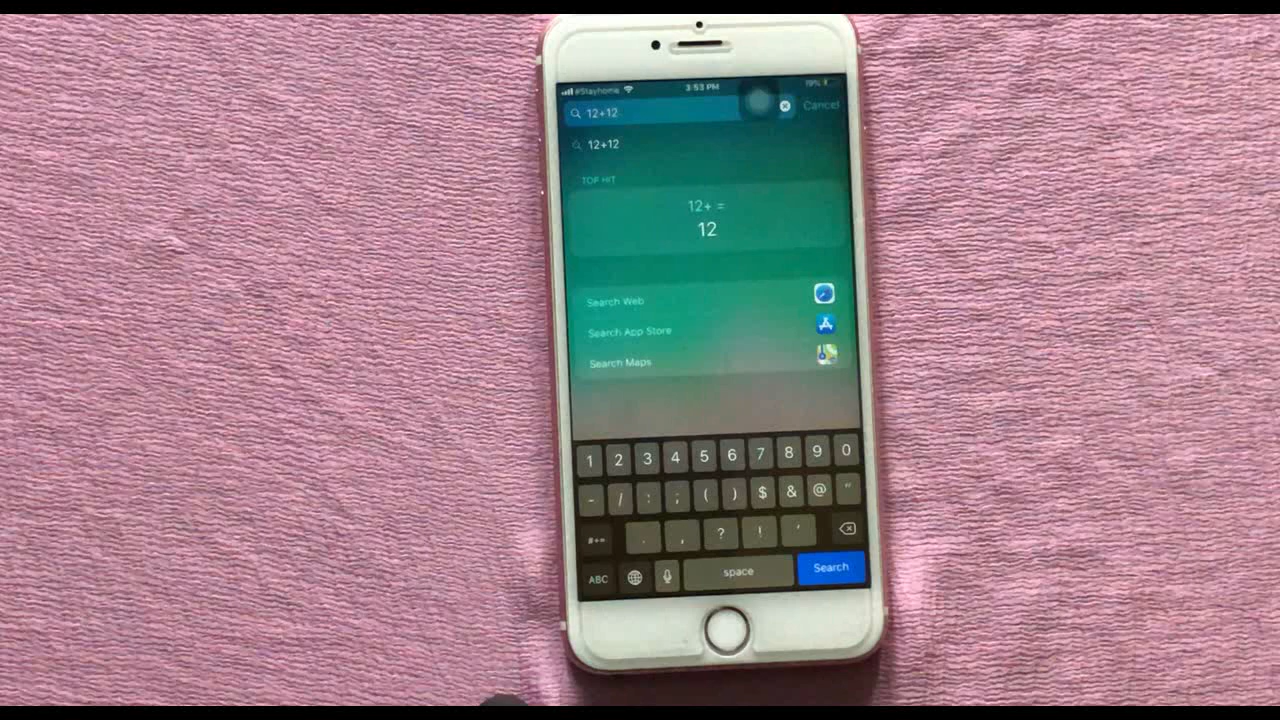 #Stayhome 3:53 PM 19%
12+12 Cancel
12+12
TOP HIT
12+ =
12
Search Web
Search App Store
Search Maps
1 2 3 4 5 6 7 8 9 0
- / : ; ( ) $ & @ "
#+= . , ? ! '
ABC space Search